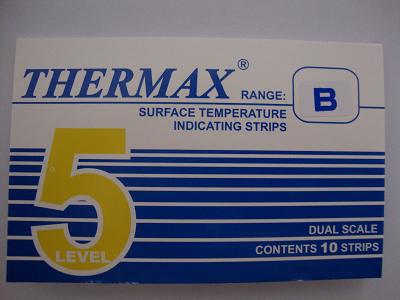 THERMAX®
RANGE: B
SURFACE TEMPERATURE
INDICATING STRIPS
5
LEVEL
DUAL SCALE
CONTENTS 10 STRIPS